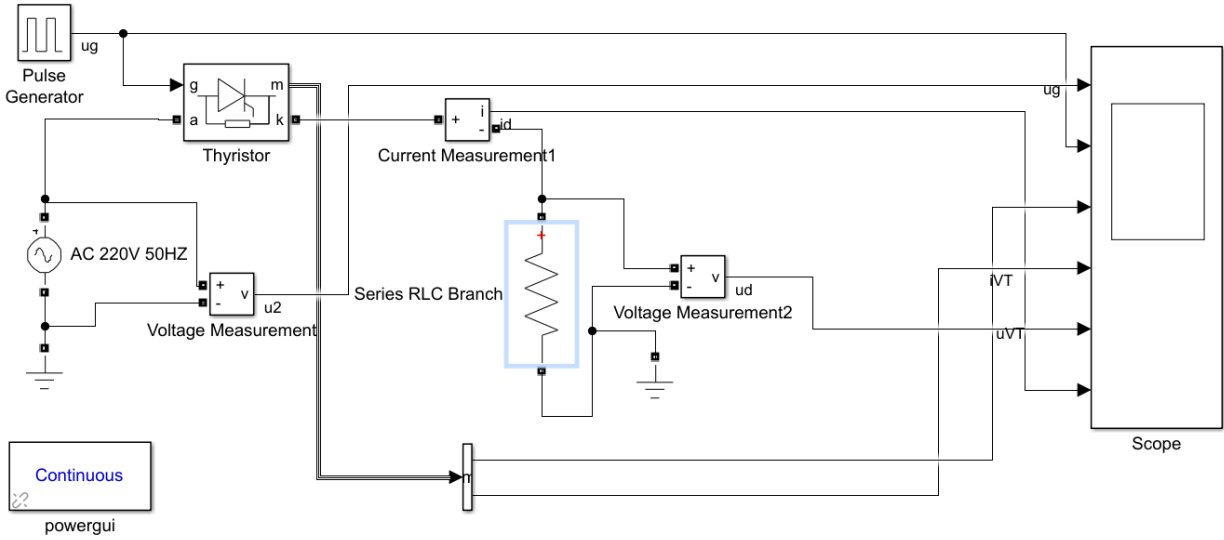 ug
Pulse
Generator
g
m
a
k
Thyristor
ug
+
i
-
id
Current Measurement1
+
AC 220V 50HZ
+
v
-
u2
Voltage Measurement
+
Series RLC Branch
+
v
-
ud
Voltage Measurement2
iVT
uVT
Scope
m
Continuous
powergui